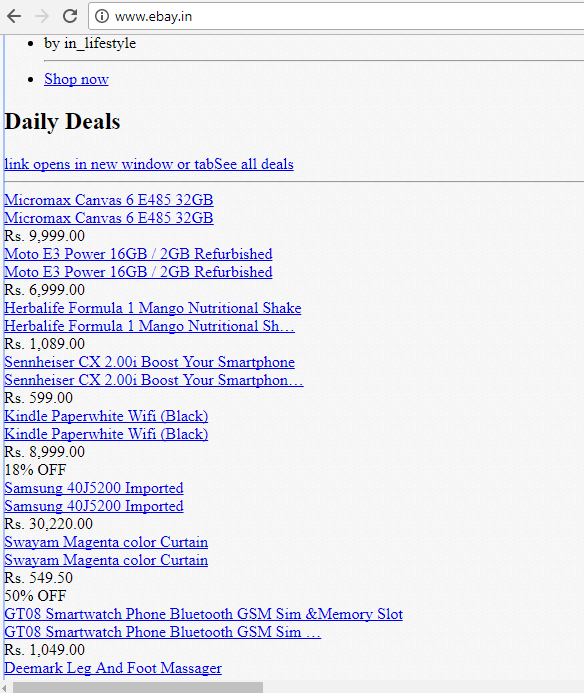 www.ebay.in
by in_lifestyle
Shop now
Daily Deals
link opens in new window or tabSee all deals
Micromax Canvas 6 E485 32GB
Micromax Canvas 6 E485 32GB
Rs. 9,999.00
Moto E3 Power 16GB / 2GB Refurbished
Moto E3 Power 16GB / 2GB Refurbished
Rs. 6,999.00
Herbalife Formula 1 Mango Nutritional Shake
Herbalife Formula 1 Mango Nutritional Sh…
Rs. 1,089.00
Sennheiser CX 2.00i Boost Your Smartphone
Sennheiser CX 2.00i Boost Your Smartphon…
Rs. 599.00
Kindle Paperwhite Wifi (Black)
Kindle Paperwhite Wifi (Black)
Rs. 8,999.00
18% OFF
Samsung 40J5200 Imported
Samsung 40J5200 Imported
Rs. 30,220.00
Swayam Magenta color Curtain
Swayam Magenta color Curtain
Rs. 549.50
50% OFF
GT08 Smartwatch Phone Bluetooth GSM Sim &Memory Slot
GT08 Smartwatch Phone Bluetooth GSM Sim …
Rs. 1,049.00
Deemark Leg And Foot Massager